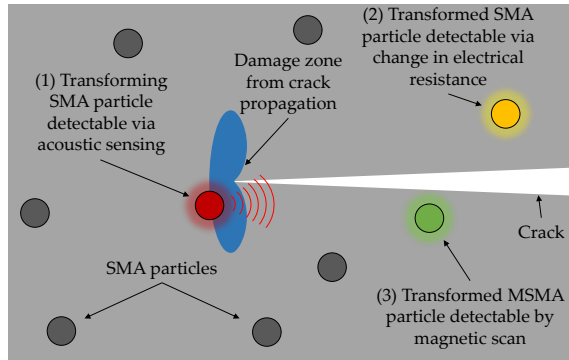 (1) Transforming
SMA particle
detectable via
acoustic sensing
Damage zone
from crack
propagation
(2) Transformed SMA
particle detectable via
change in electrical
resistance
Crack
SMA particles
(3) Transformed MSMA
particle detectable by
magnetic scan